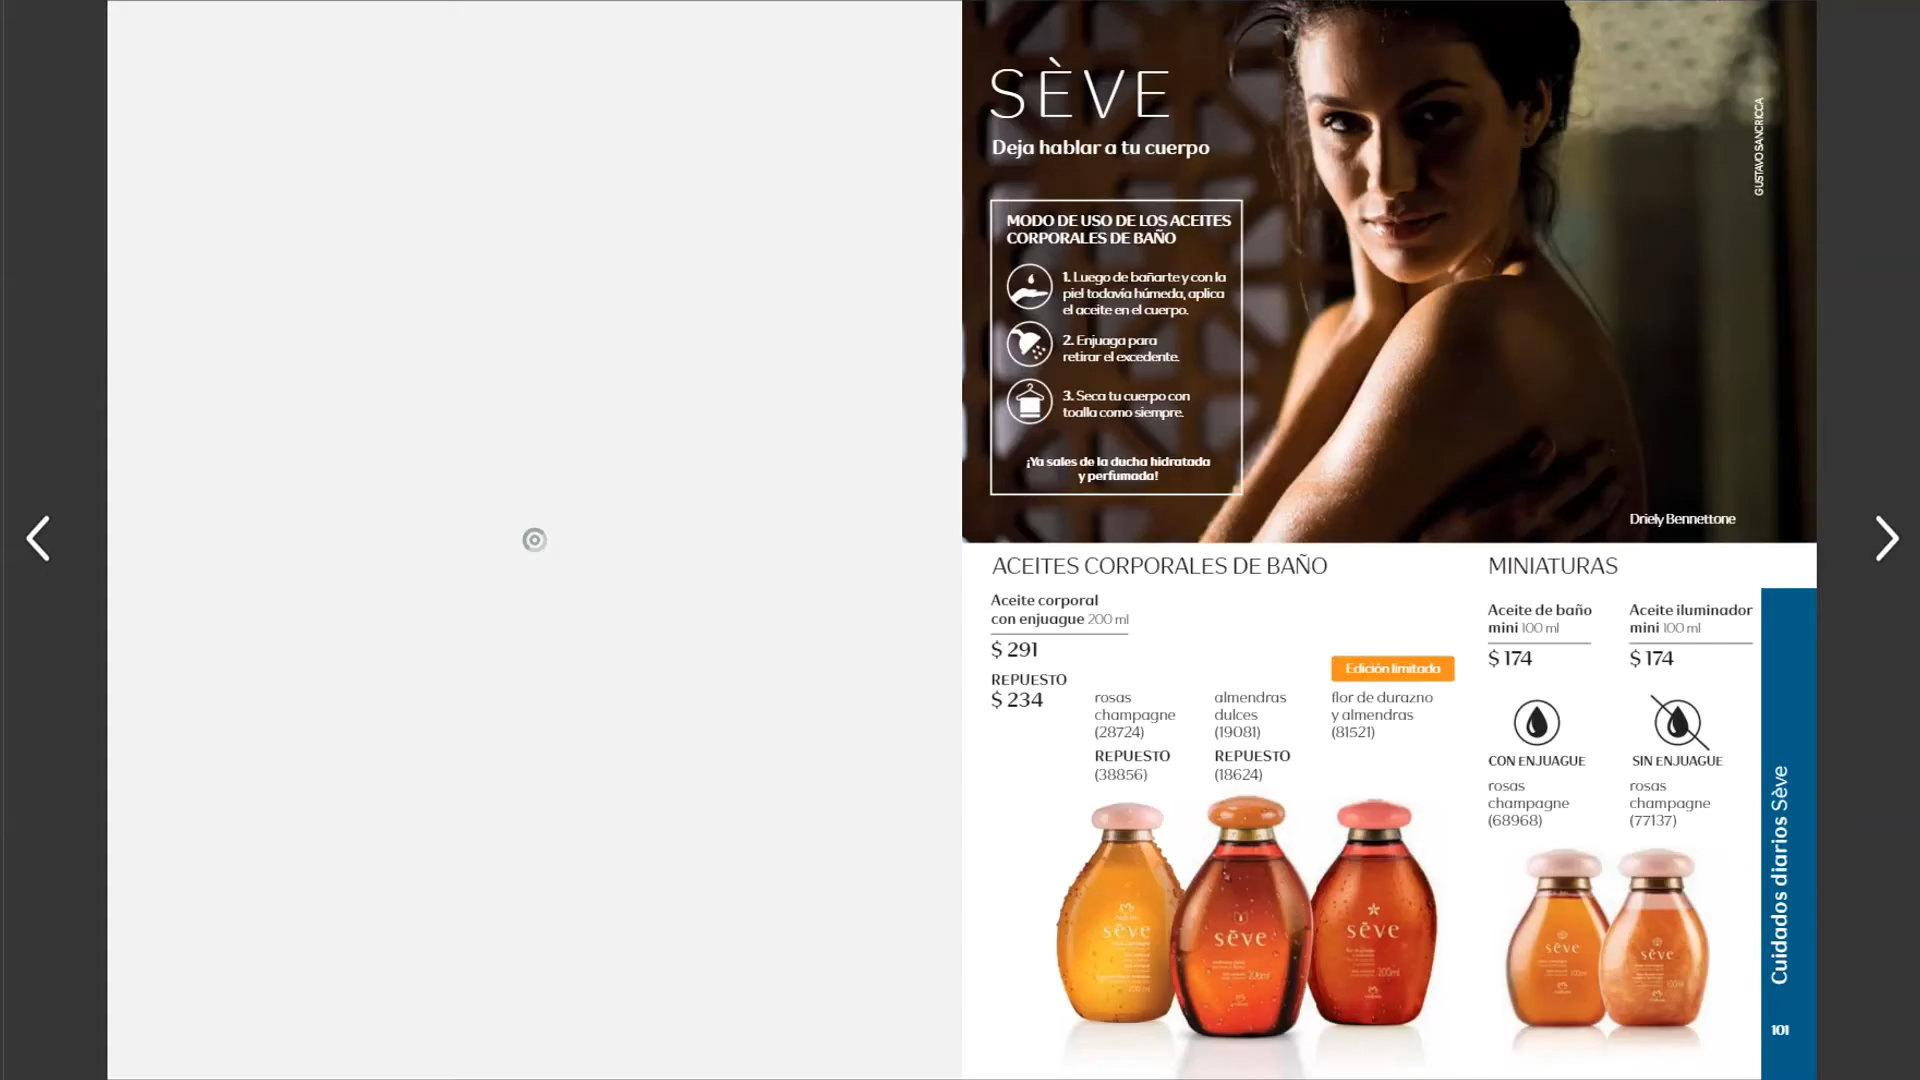 SÈVE
Deja hablar a tu cuerpo
GUSTAVO SANCRICCA
MODO DE USO DE LOS ACEITES
CORPORALES DE BAÑO
1. Luego de bañarte y con la
piel todavía húmeda, aplica
el aceite en el cuerpo.
2. Enjuaga para
retirar el excedente.
3. Seca tu cuerpo con
toalla como siempre.
¡Ya sales de la ducha hidratada
y perfumada!
Driely Bennettone
ACEITES CORPORALES DE BAÑO
Aceite corporal
con enjuague 200 ml
$ 291
REPUESTO
$ 234
rosas
champagne
(28724)
REPUESTO
(38856)
almendras
dulces
(19081)
REPUESTO
(18624)
Edición limitada
flor de durazno
y almendras
(81521)
sève
200ml
sève
200ml
sève
200ml
MINIATURAS
Aceite de baño
mini 100 ml
$ 174
CON ENJUAGUE
rosas
champagne
(68968)
Aceite iluminador
mini 100 ml
$ 174
SIN ENJUAGUE
rosas
champagne
(77137)
sève
100ml
sève
100ml
Cuidados diarios Sève
101